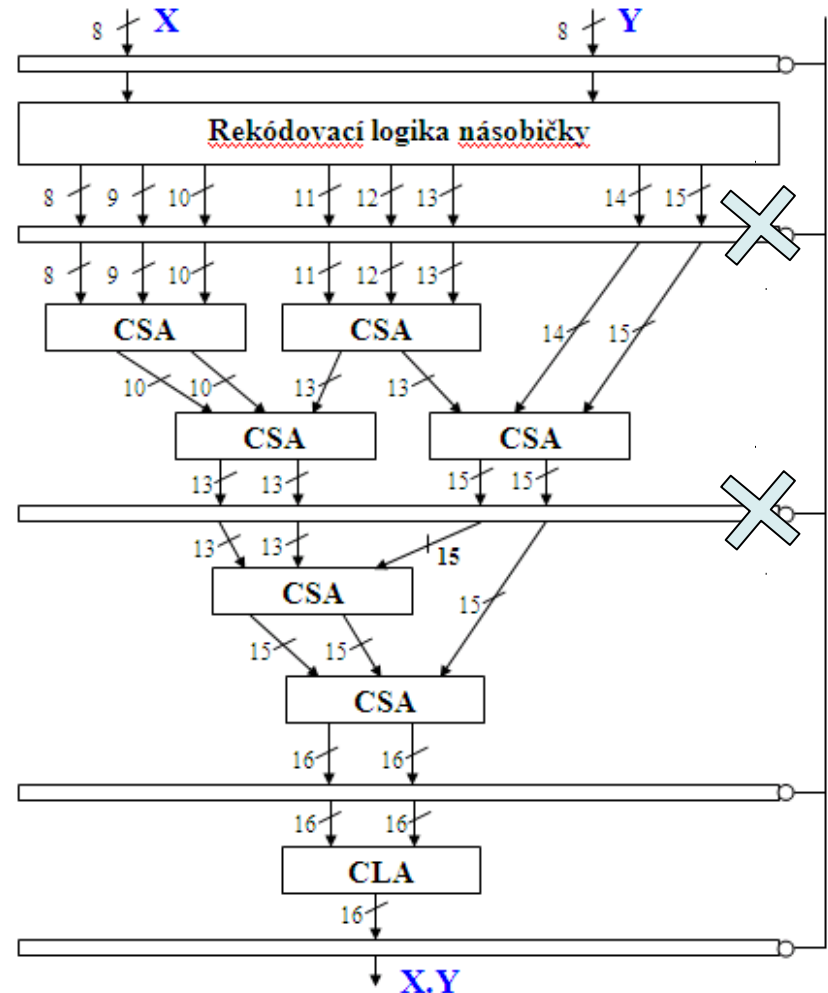 X Y
8 8
Rekódovací logika násobičky
8 9 10 11 12 13 14 15
8 9 10 11 12 13
CSA CSA 14 15
10 10 13 13
CSA CSA
13 13 15 15
13 13 15
CSA 15
15 15
CSA
16 16
16 16
CLA
16
X.Y